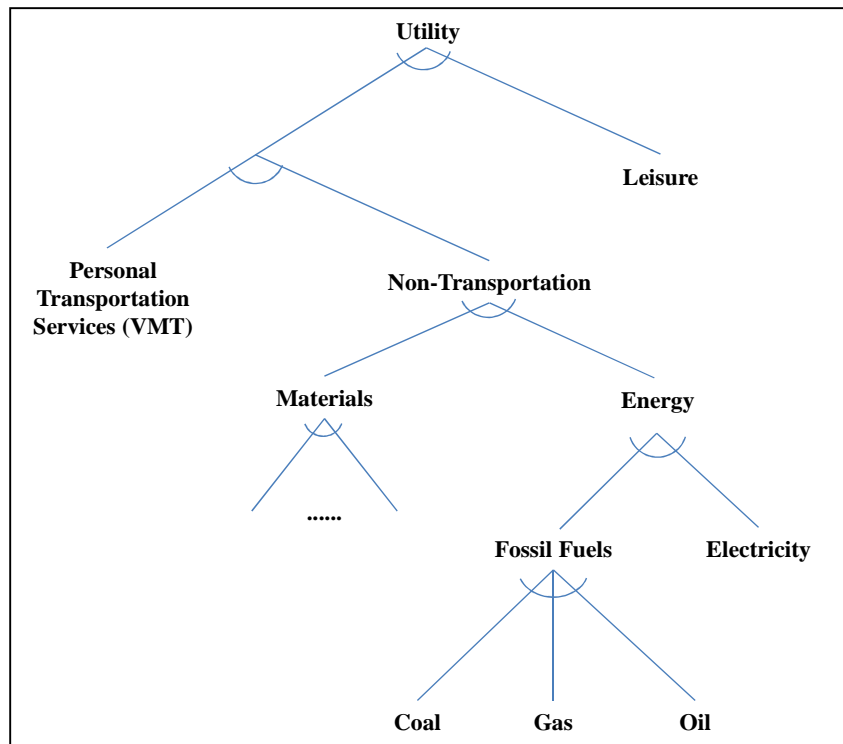 Utility
Leisure
Personal
Transportation
Services (VMT)
Non-Transportation
Materials
Energy
......
Fossil Fuels
Electricity
Coal
Gas
Oil